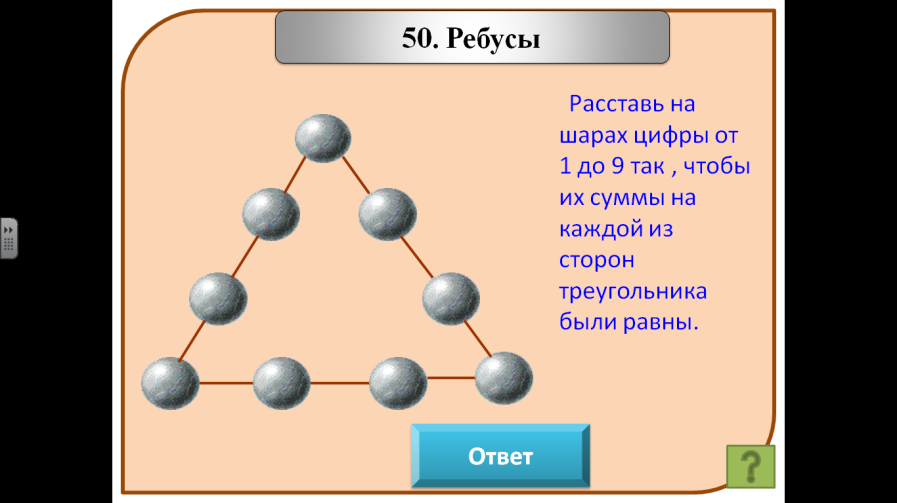 50. Ребусы
Расставь на
шарах цифры от
1 до 9 так , чтобы
их суммы на
каждой из
сторон
треугольника
были равны.
Ответ
?